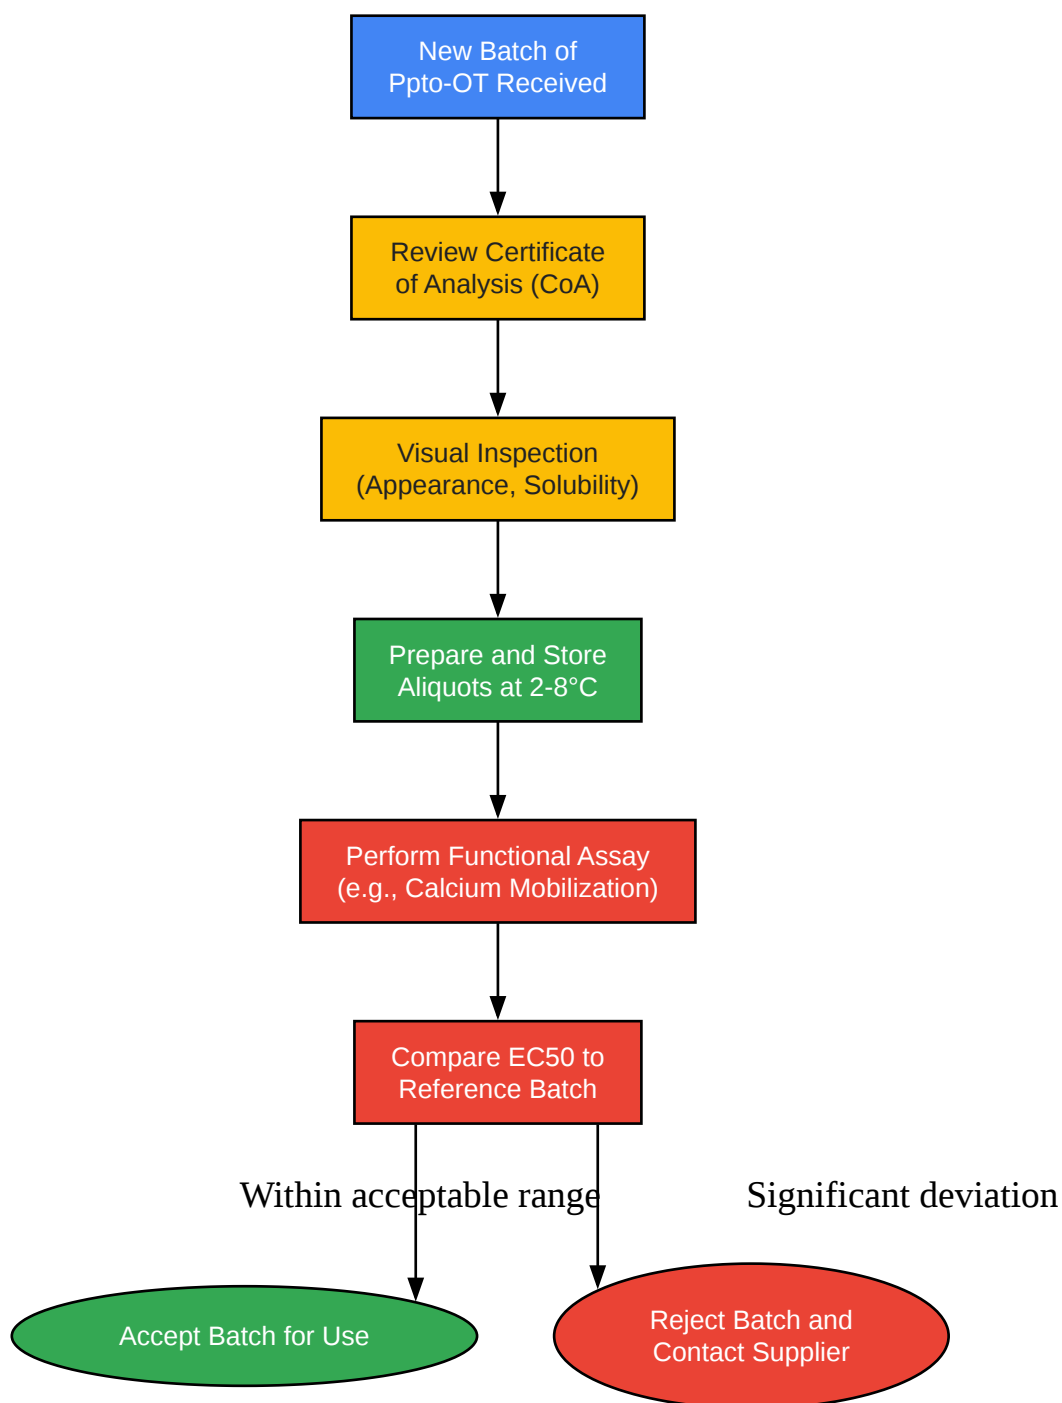 New Batch of
Ppto-OT Received
Review Certificate
of Analysis (CoA)
Visual Inspection
(Appearance, Solubility)
Prepare and Store
Aliquots at 2-8°C
Perform Functional Assay
(e.g., Calcium Mobilization)
Compare EC50 to
Reference Batch
Within acceptable range
Significant deviation
Accept Batch for Use
Reject Batch and
Contact Supplier